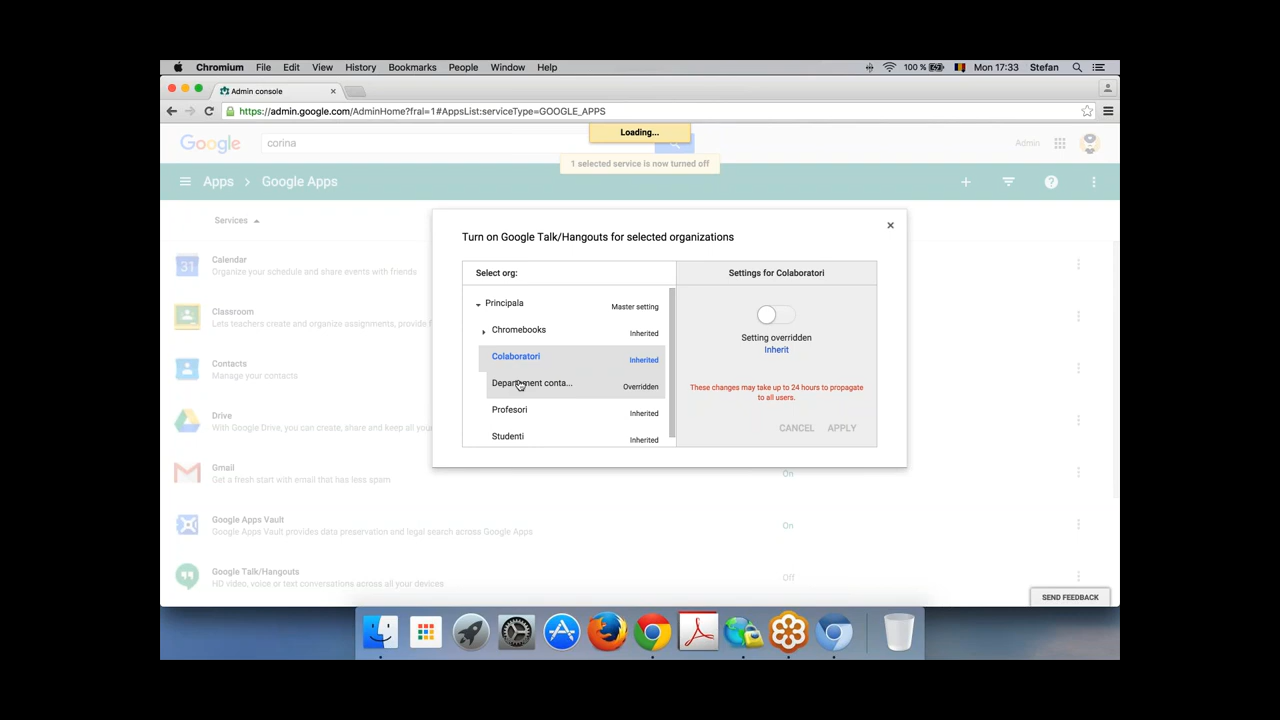 Chromium File Edit View History Bookmarks People Window Help 100 % Mon 17:33 Stefan
Admin console
https://admin.google.com/AdminHome?fral=1#AppsList:serviceType=GOOGLE_APPS
Loading...
Google corina Admin
1 selected service is now turned off
Apps > Google Apps
Services
Turn on Google Talk/Hangouts for selected organizations
Select org:
Settings for Colaboratori
Principala Master setting
Chromebooks Inherited
Colaboratori Inherited
Department conta... Overridden
Profesori Inherited
Studenti Inherited
Setting overridden
Inherit
These changes may take up to 24 hours to propagate
to all users.
CANCEL APPLY
31
Calendar
Organize your schedule and share events with friends
Classroom
Lets teachers create and organize assignments, provide f
Contacts
Manage your contacts
Drive
With Google Drive, you can create, share and keep all your
Gmail
Get a fresh start with email that has less spam
On
Google Apps Vault
Google Apps Vault provides data preservation and legal search across Google Apps
On
Google Talk/Hangouts
HD video, voice or text conversations across all your devices.
Off
SEND FEEDBACK